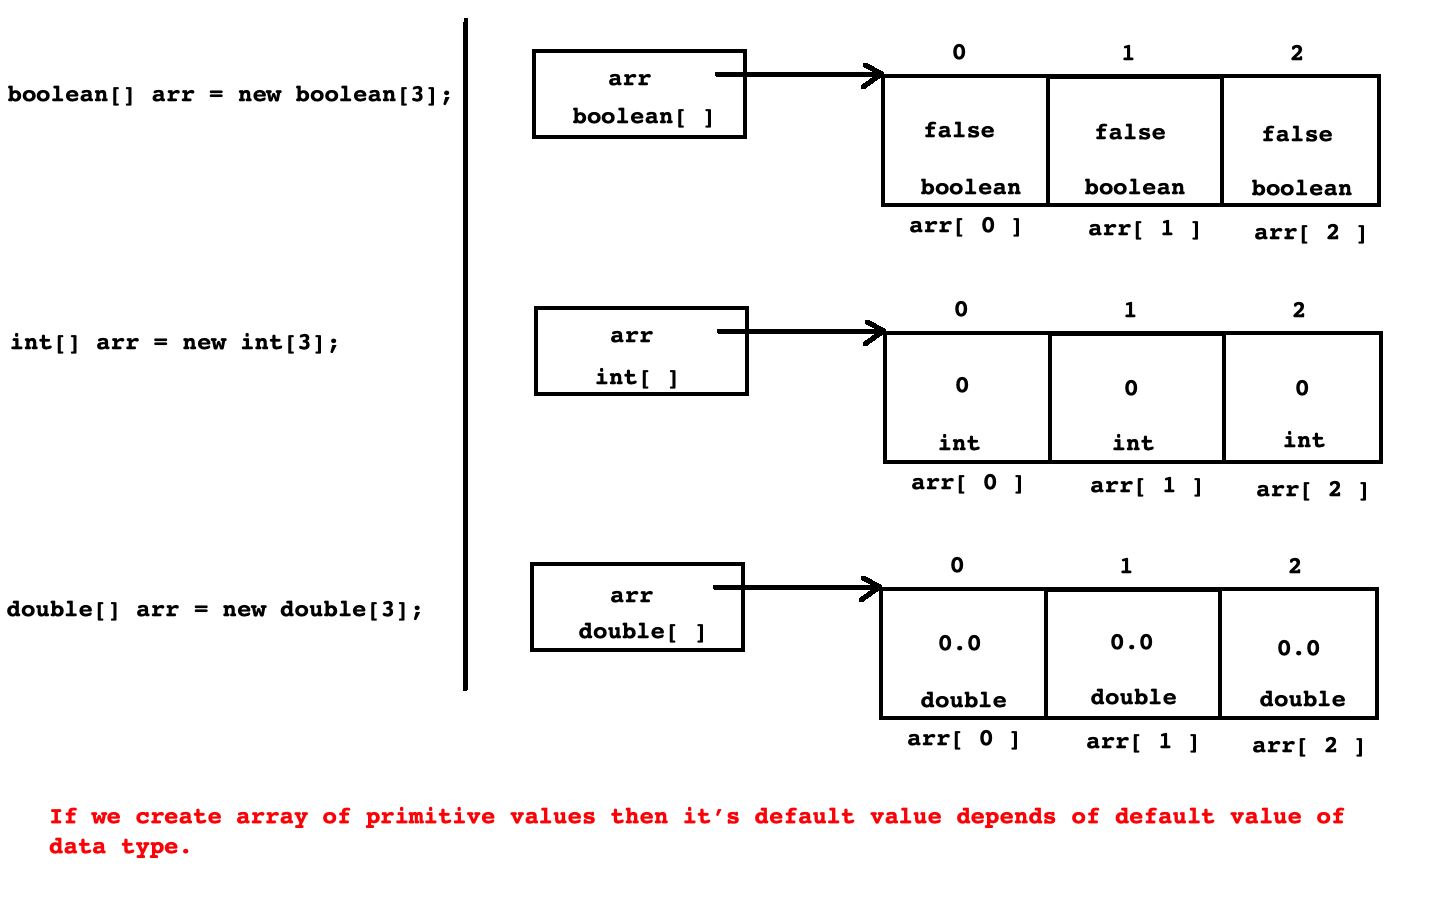 boolean[] arr = new boolean[3];
arr
boolean[ ]
0 1 2
false false false
boolean boolean boolean
arr[ 0 ] arr[ 1 ] arr[ 2 ]
int[] arr = new int[3];
arr
int[ ]
0 1 2
0 0 0
int int int
arr[ 0 ] arr[ 1 ] arr[ 2 ]
double[] arr = new double[3];
arr
double[ ]
0 1 2
0.0 0.0 0.0
double double double
arr[ 0 ] arr[ 1 ] arr[ 2 ]
If we create array of primitive values then it’s default value depends of default value of
data type.